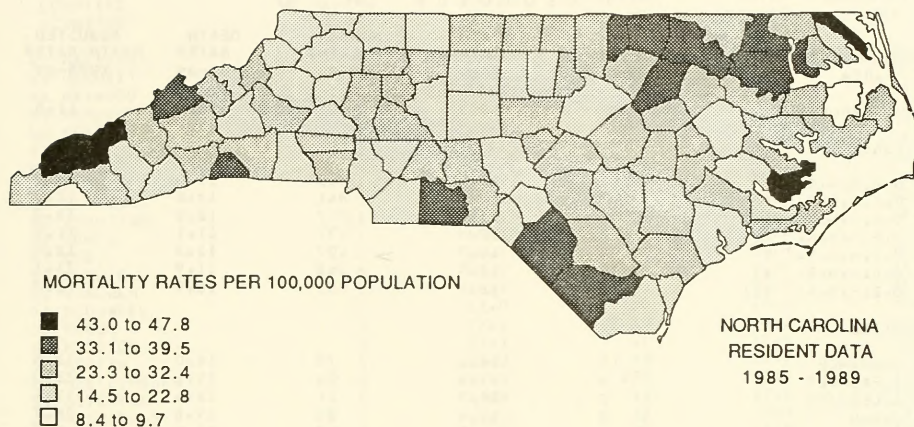 MORTALITY RATES PER 100,000 POPULATION
43.0 to 47.8
33.1 to 39.5
23.3 to 32.4
14.5 to 22.8
8.4 to 9.7
NORTH CAROLINA
RESIDENT DATA
1985 - 1989